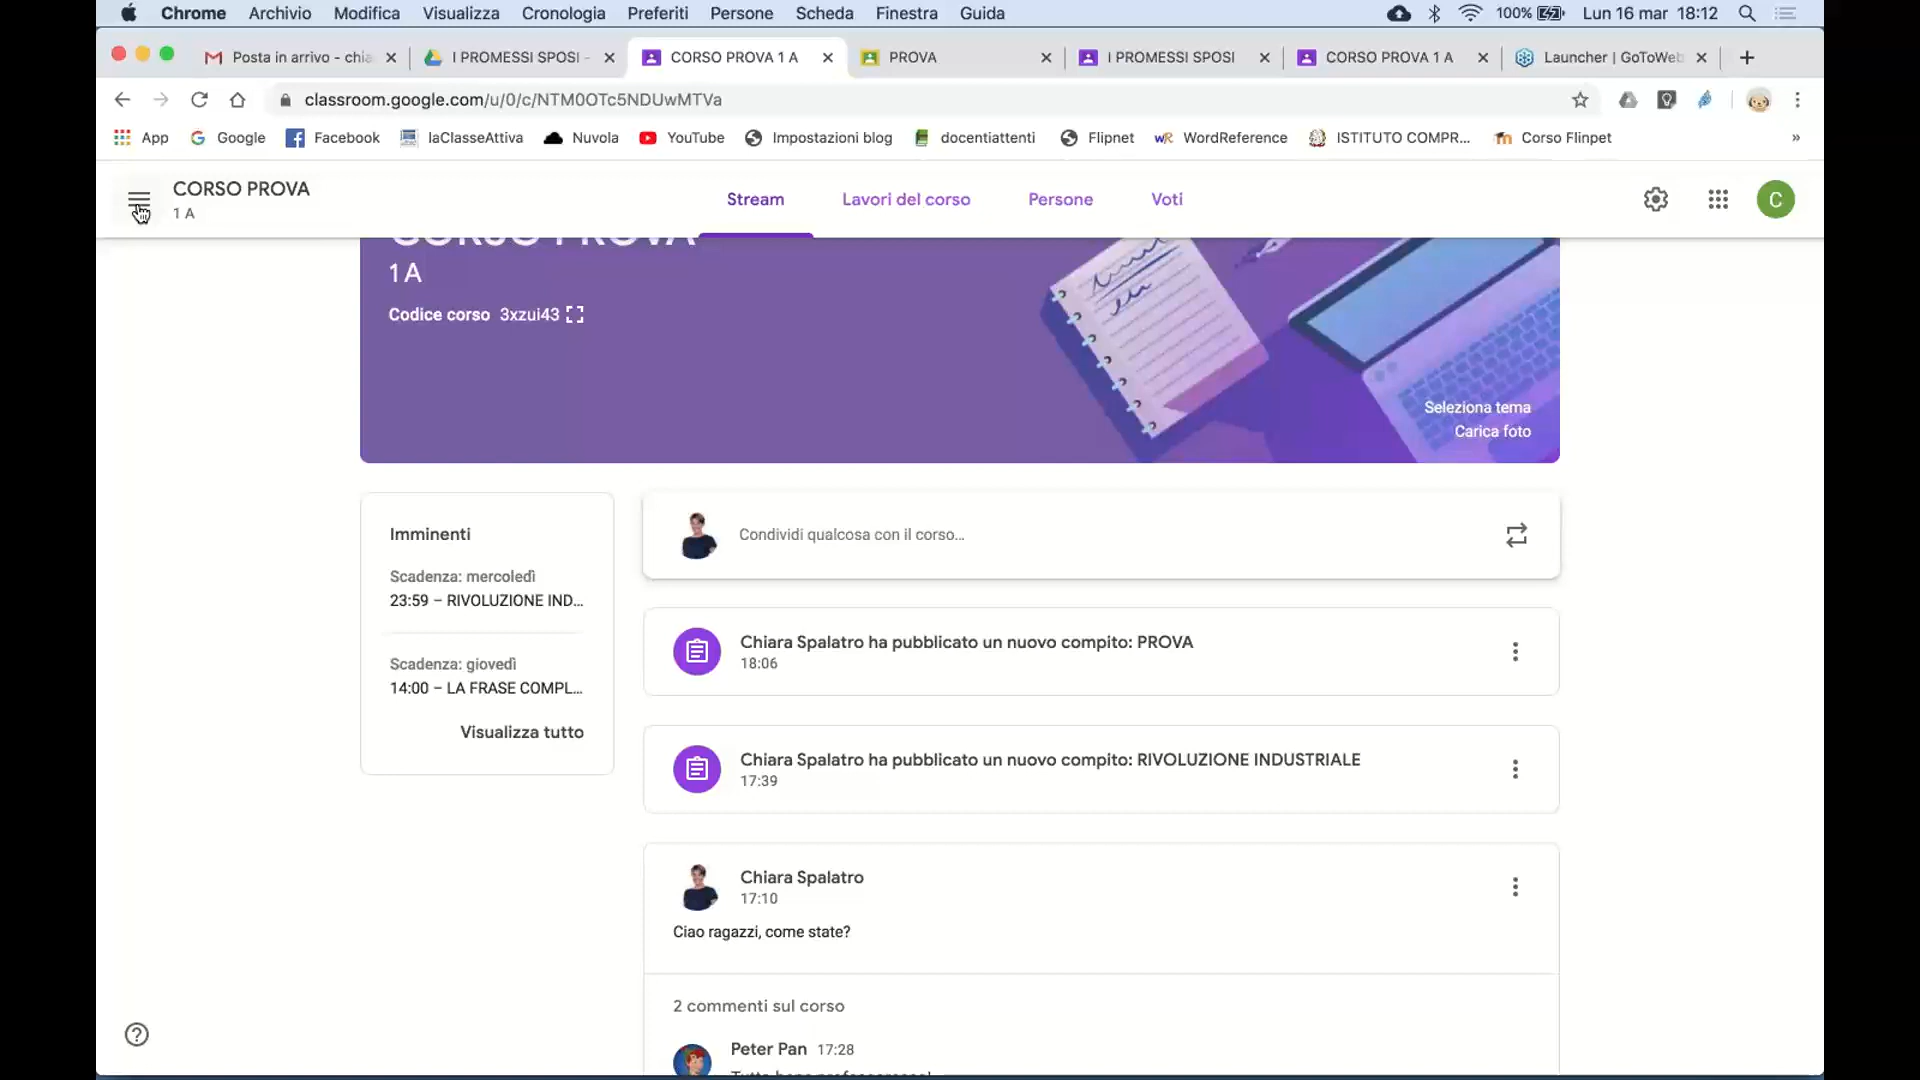 Chrome Archivio Modifica Visualizza Cronologia Preferiti Persone Scheda Finestra Guida 100% Lun 16 mar 18:12
Posta in arrivo - chia I PROMESSI SPOSI - CORSO PROVA 1 A PROVA I PROMESSI SPOSI CORSO PROVA 1 A Launcher | GoToWeb
classroom.google.com/u/0/c/NTM0OTc5NDUwMTVa
App Google Facebook laClasseAttiva Nuvola YouTube Impostazioni blog docentiattenti Flipnet WordReference ISTITUTO COMPR... Corso Flinpet »
CORSO PROVA
1 A
Stream Lavori del corso Persone Voti
C
CORSO PROVA
1 A
Codice corso 3xzui43
Seleziona tema
Carica foto
Imminenti
Scadenza: mercoledì
23:59 – RIVOLUZIONE IND...
Scadenza: giovedì
14:00 – LA FRASE COMPL...
Visualizza tutto
Condividi qualcosa con il corso...
Chiara Spalatro ha pubblicato un nuovo compito: PROVA
18:06
Chiara Spalatro ha pubblicato un nuovo compito: RIVOLUZIONE INDUSTRIALE
17:39
Chiara Spalatro
17:10
Ciao ragazzi, come state?
2 commenti sul corso
Peter Pan 17:28